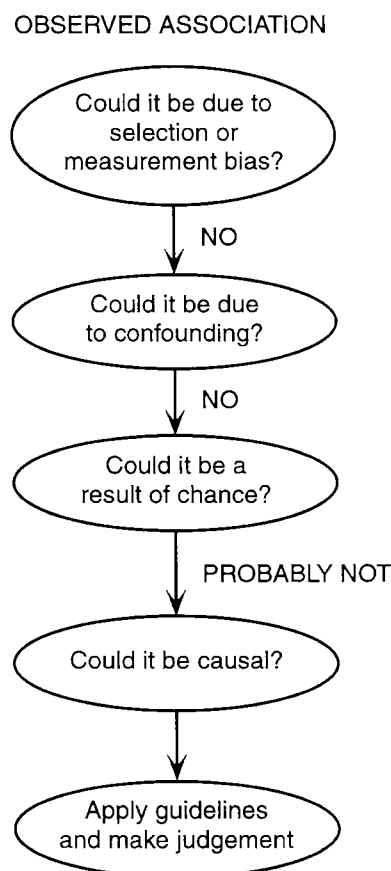 OBSERVED ASSOCIATION
Could it be due to
selection or
measurement bias?
NO
Could it be due
to confounding?
NO
Could it be a
result of chance?
PROBABLY NOT
Could it be causal?
Apply guidelines
and make judgement